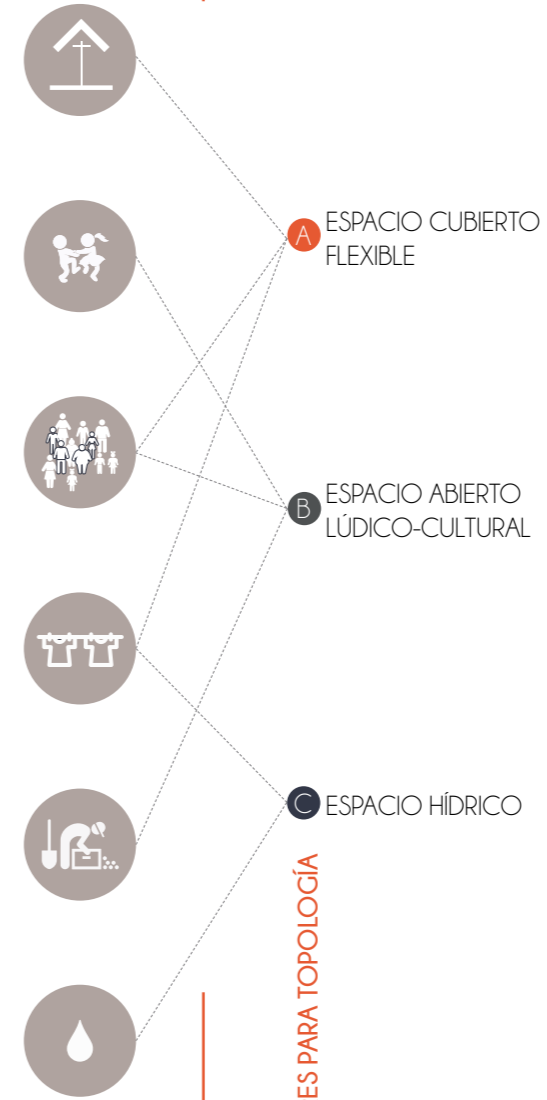 A
ESPACIO CUBIERTO
FLEXIBLE
B
ESPACIO ABIERTO
LÚDICO-CULTURAL
C
ESPACIO HÍDRICO
ES PARA TOPOLOGÍA